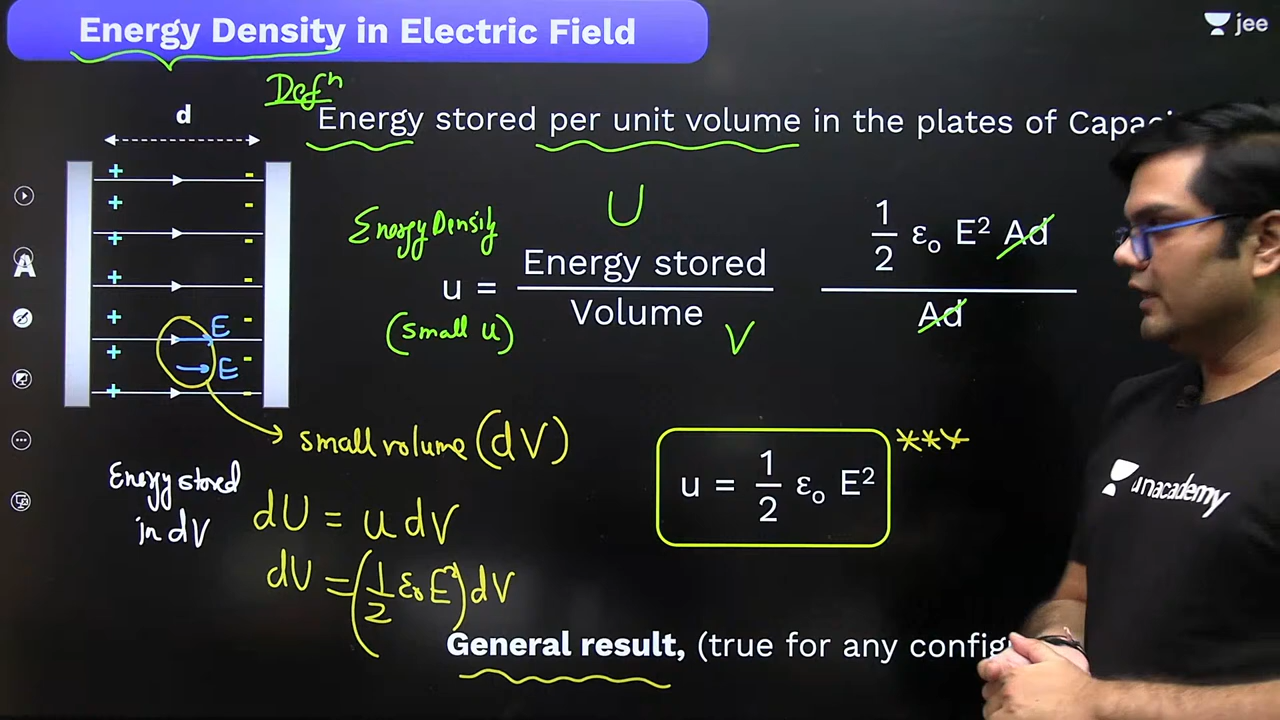 Energy Density in Electric Field
jee
Defⁿ
Energy stored per unit volume in the plates of
d
+ -
+ -
+ -
+ -
+ -
+ -
+ -
E
E
Energy Density
u =
(small u)
U
Energy stored
Volume
V
1/2 ε₀ E² Ad
Ad
small volume (dV)
u = 1/2 ε₀ E²
***
Energy stored
in dV
dU = u dV
dU = (1/2 ε₀ E²) dV
General result, (true for any
unacademy
A